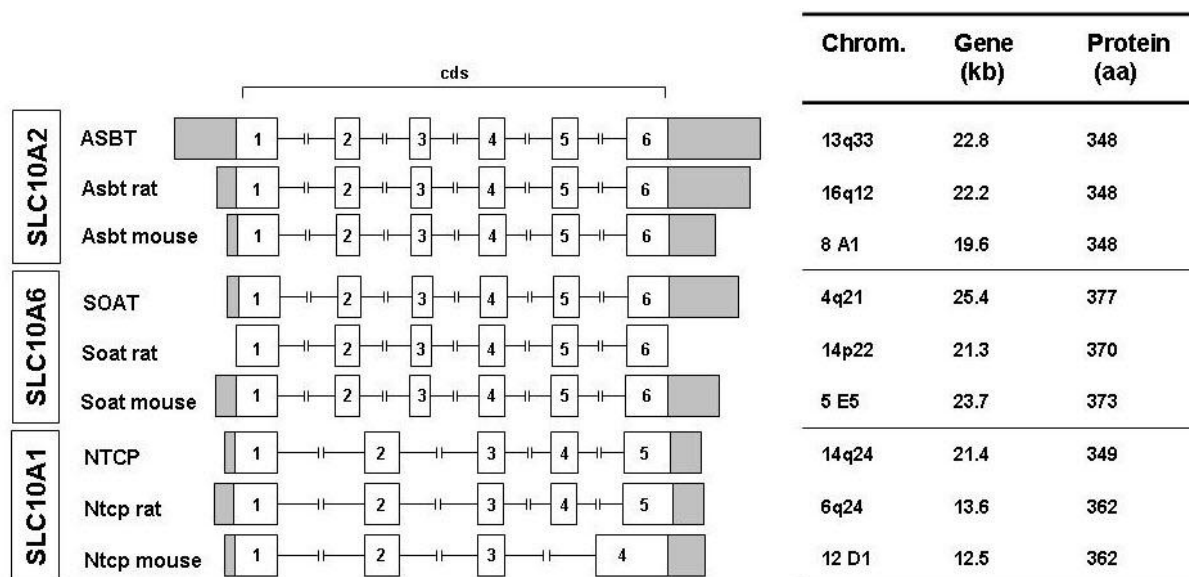 Chrom. Gene (kb) Protein (aa)
cds
SLC10A2
ASBT 1 2 3 4 5 6 13q33 22.8 348
Asbt rat 1 2 3 4 5 6 16q12 22.2 348
Asbt mouse 1 2 3 4 5 6 8 A1 19.6 348
SLC10A6
SOAT 1 2 3 4 5 6 4q21 25.4 377
Soat rat 1 2 3 4 5 6 14p22 21.3 370
Soat mouse 1 2 3 4 5 6 5 E5 23.7 373
SLC10A1
NTCP 1 2 3 4 5 14q24 21.4 349
Ntcp rat 1 2 3 4 5 6q24 13.6 362
Ntcp mouse 1 2 3 4 12 D1 12.5 362